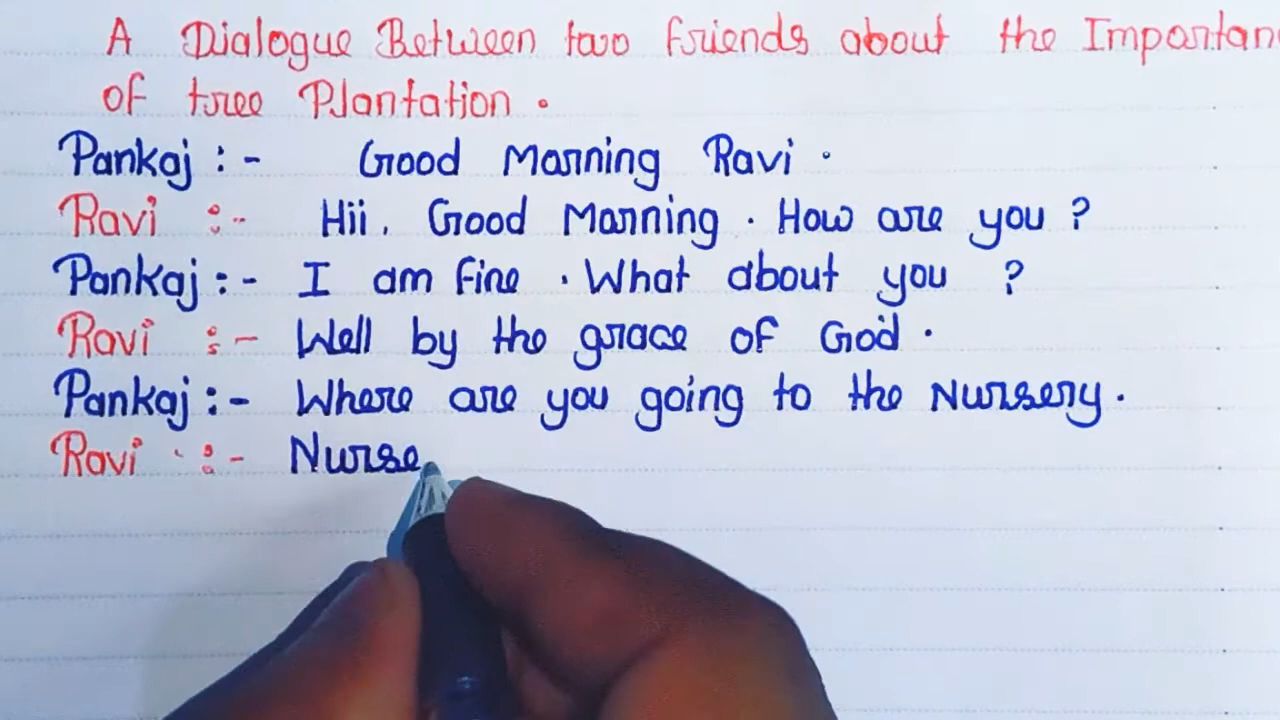 A Dialogue Between two friends about the Importan
of tree Plantation.
Pankaj :- Good Morning Ravi.
Ravi :- Hii. Good Morning. How are you ?
Pankaj :- I am fine. What about you ?
Ravi :- Well by the grace of God.
Pankaj :- Where are you going to the Nursery.
Ravi :- Nurse